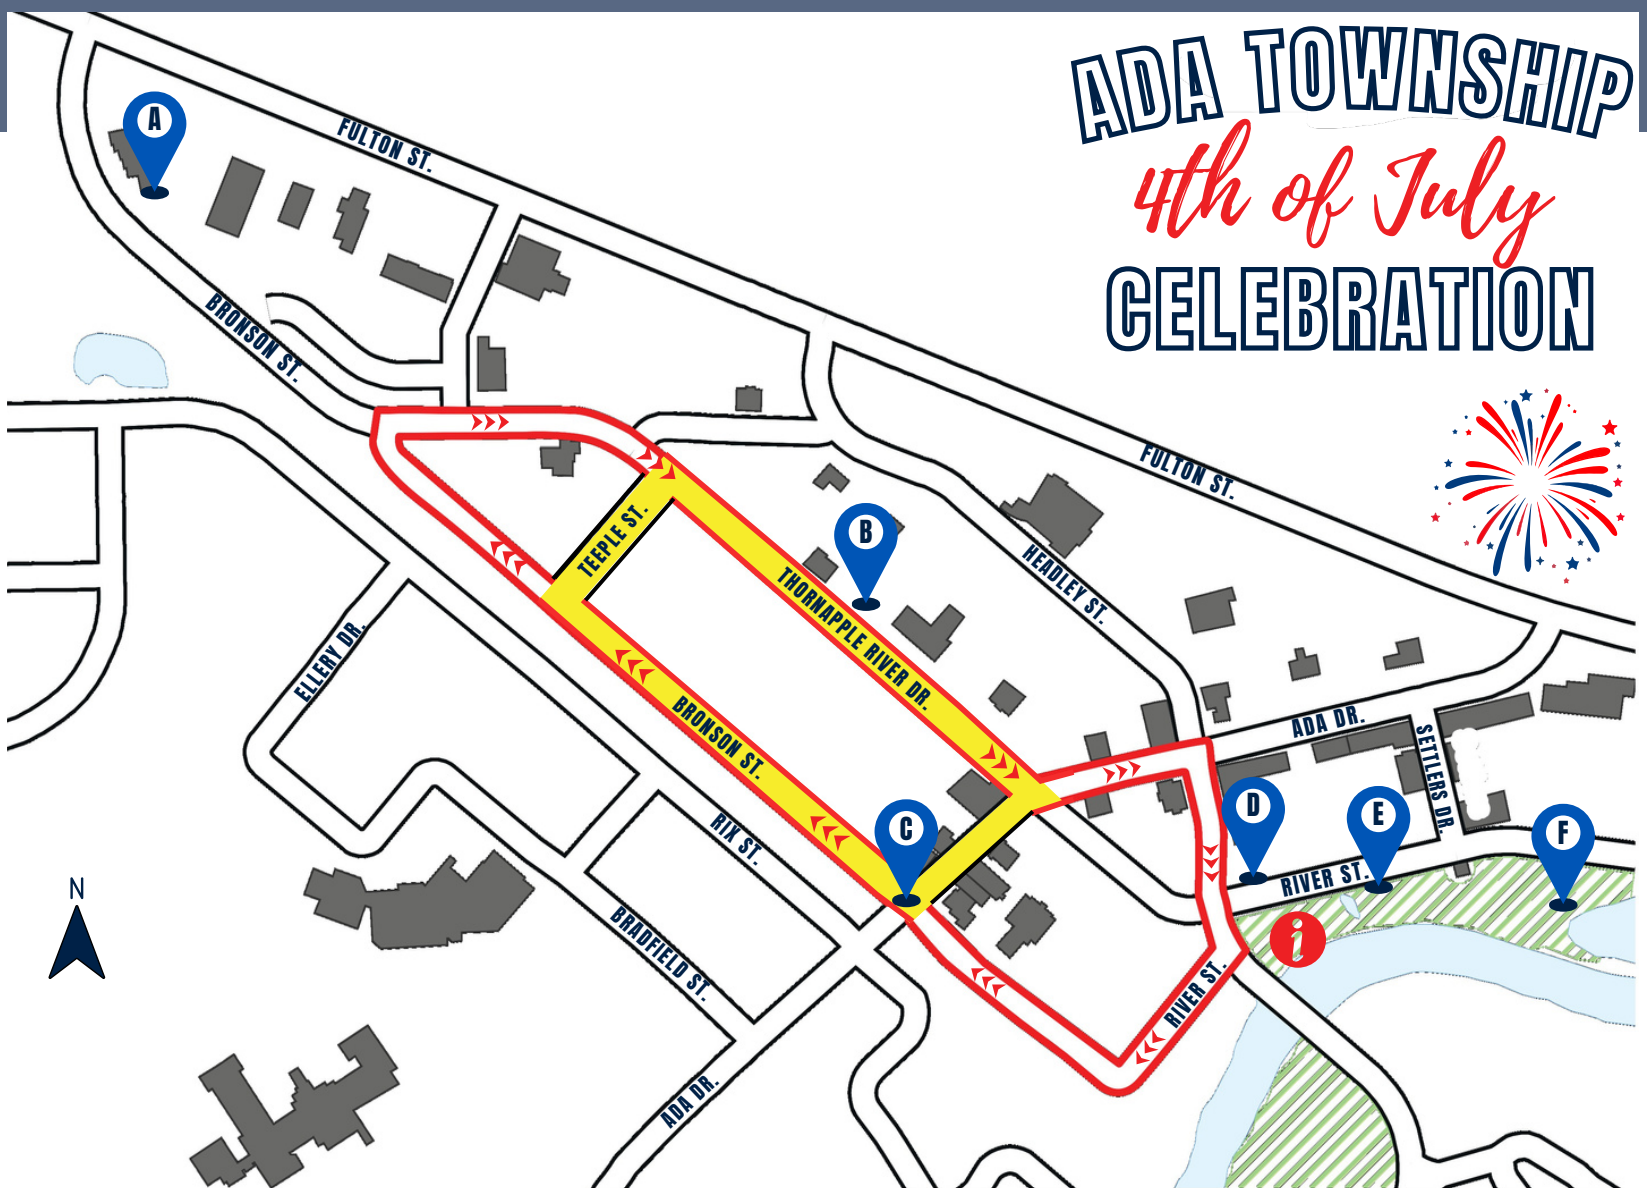 ADA TOWNSHIP
4th of July
CELEBRATION
A
FULTON ST.
BRONSON ST.
FULTON ST.
TEEPLE ST.
B
THORNAPPLE RIVER DR.
HEADLEY ST.
ELLERY DR.
BRONSON ST.
ADA DR.
SETTLERS DR.
RIX ST.
C
D
E
F
RIVER ST.
N
i
BRADFIELD ST.
RIVER ST.
ADA DR.